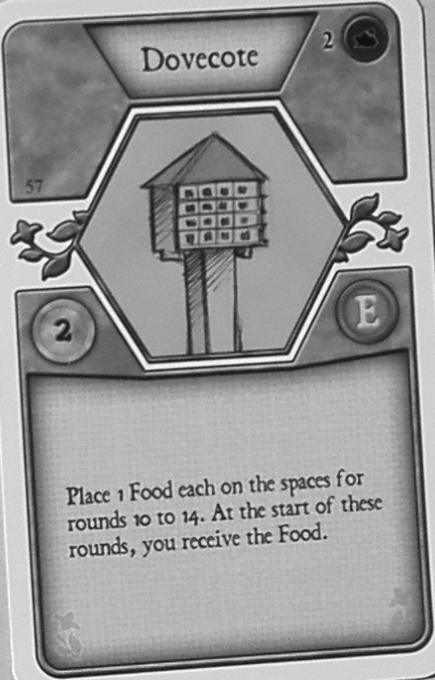 Dovecote
2
57
2
E
Place 1 Food each on the spaces for
rounds 10 to 14. At the start of these
rounds, you receive the Food.